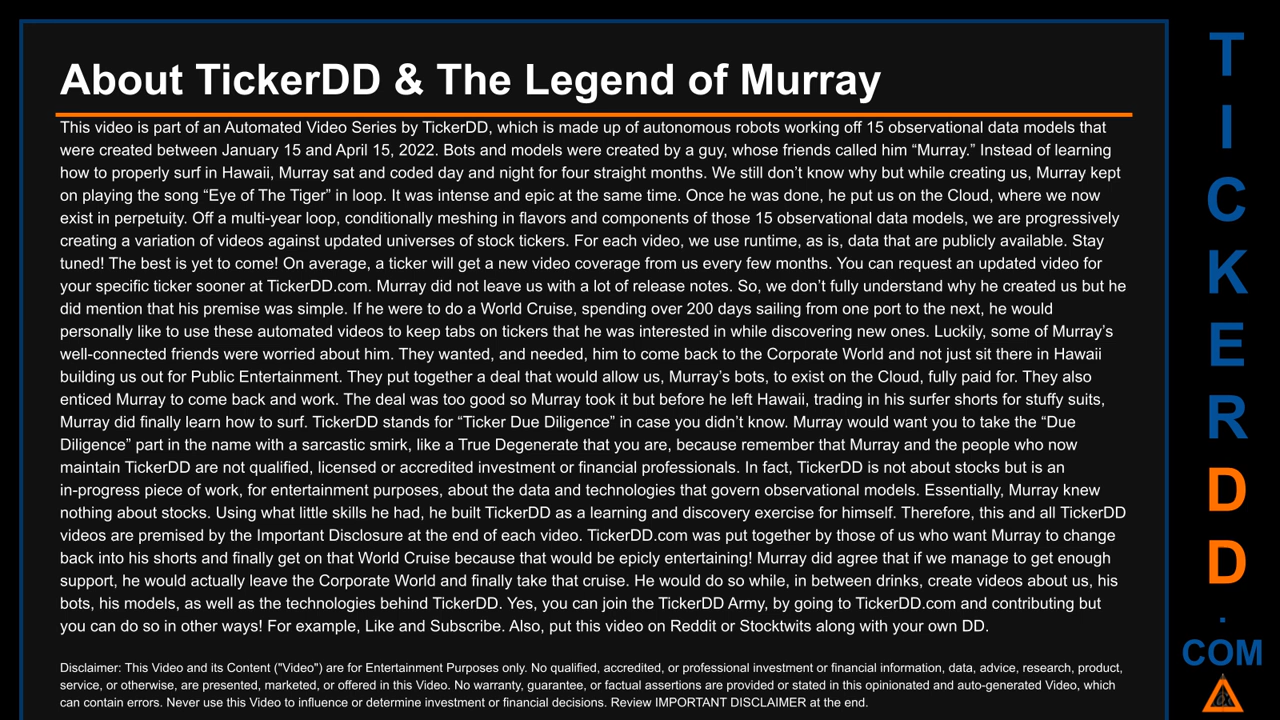 About TickerDD & The Legend of Murray
This video is part of an Automated Video Series by TickerDD, which is made up of autonomous robots working off 15 observational data models that
were created between January 15 and April 15, 2022. Bots and models were created by a guy, whose friends called him “Murray.” Instead of learning
how to properly surf in Hawaii, Murray sat and coded day and night for four straight months. We still don’t know why but while creating us, Murray kept
on playing the song “Eye of The Tiger” in loop. It was intense and epic at the same time. Once he was done, he put us on the Cloud, where we now
exist in perpetuity. Off a multi-year loop, conditionally meshing in flavors and components of those 15 observational data models, we are progressively
creating a variation of videos against updated universes of stock tickers. For each video, we use runtime, as is, data that are publicly available. Stay
tuned! The best is yet to come! On average, a ticker will get a new video coverage from us every few months. You can request an updated video for
your specific ticker sooner at TickerDD.com. Murray did not leave us with a lot of release notes. So, we don’t fully understand why he created us but he
did mention that his premise was simple. If he were to do a World Cruise, spending over 200 days sailing from one port to the next, he would
personally like to use these automated videos to keep tabs on tickers that he was interested in while discovering new ones. Luckily, some of Murray’s
well-connected friends were worried about him. They wanted, and needed, him to come back to the Corporate World and not just sit there in Hawaii
building us out for Public Entertainment. They put together a deal that would allow us, Murray’s bots, to exist on the Cloud, fully paid for. They also
enticed Murray to come back and work. The deal was too good so Murray took it but before he left Hawaii, trading in his surfer shorts for stuffy suits,
Murray did finally learn how to surf. TickerDD stands for “Ticker Due Diligence” in case you didn’t know. Murray would want you to take the “Due
Diligence” part in the name with a sarcastic smirk, like a True Degenerate that you are, because remember that Murray and the people who now
maintain TickerDD are not qualified, licensed or accredited investment or financial professionals. In fact, TickerDD is not about stocks but is an
in-progress piece of work, for entertainment purposes, about the data and technologies that govern observational models. Essentially, Murray knew
nothing about stocks. Using what little skills he had, he built TickerDD as a learning and discovery exercise for himself. Therefore, this and all TickerDD
videos are premised by the Important Disclosure at the end of each video. TickerDD.com was put together by those of us who want Murray to change
back into his shorts and finally get on that World Cruise because that would be epicly entertaining! Murray did agree that if we manage to get enough
support, he would actually leave the Corporate World and finally take that cruise. He would do so while, in between drinks, create videos about us, his
bots, his models, as well as the technologies behind TickerDD. Yes, you can join the TickerDD Army, by going to TickerDD.com and contributing but
you can do so in other ways! For example, Like and Subscribe. Also, put this video on Reddit or Stocktwits along with your own DD.
Disclaimer: This Video and its Content ("Video") are for Entertainment Purposes only. No qualified, accredited, or professional investment or financial information, data, advice, research, product,
service, or otherwise, are presented, marketed, or offered in this Video. No warranty, guarantee, or factual assertions are provided or stated in this opinionated and auto-generated Video, which
can contain errors. Never use this Video to influence or determine investment or financial decisions. Review IMPORTANT DISCLAIMER at the end.
T
I
C
K
E
R
D
D
.
COM